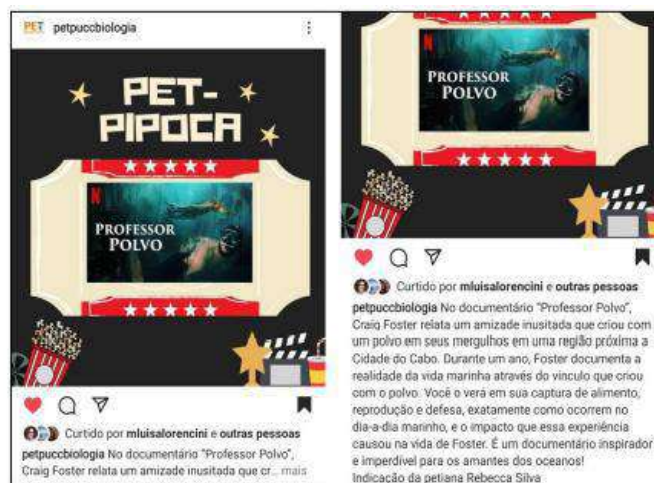 PET petpuccbiologia
PET-
PIPOCA
N
PROFESSOR
POLVO
Curtido por mluisalorencini e outras pessoas
petpuccbiologia No documentário "Professor Polvo",
Craig Foster relata um amizade inusitada que cr... mais
N
PROFESSOR
POLVO
Curtido por mluisalorencini e outras pessoas
petpuccbiologia No documentário "Professor Polvo",
Craig Foster relata um amizade inusitada que criou com
um polvo em seus mergulhos em uma região próxima a
Cidade do Cabo. Durante um ano, Foster documenta a
realidade da vida marinha através do vínculo que criou
com o polvo. Você o verá em sua captura de alimento,
reprodução e defesa, exatamente como ocorrem no
dia-a-dia marinho, e o impacto que essa experiência
causou na vida de Foster. É um documentário inspirador
e imperdível para os amantes dos oceanos!
Indicação da petiana Rebecca Silva